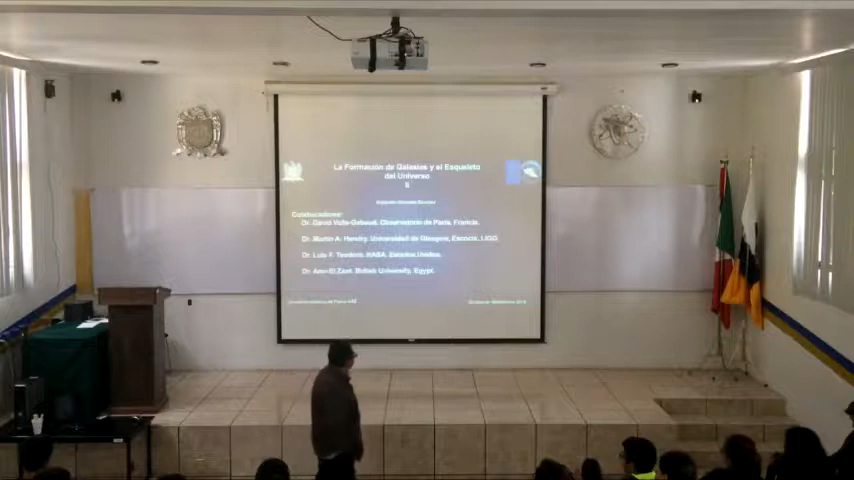 La Formación de Galaxias y el Esqueleto
del Universo
Colaboradores:
Dr. David Valls-Gabaud, Observatorio de Paris, Francia.
Dr. Martin A. Hendry, Universidad de Glasgow, Escocia, LIGO.
Dr. Luis F. Teodoro, NASA, Estados Unidos.
Dr. Amr El Zant, British University, Egypt.